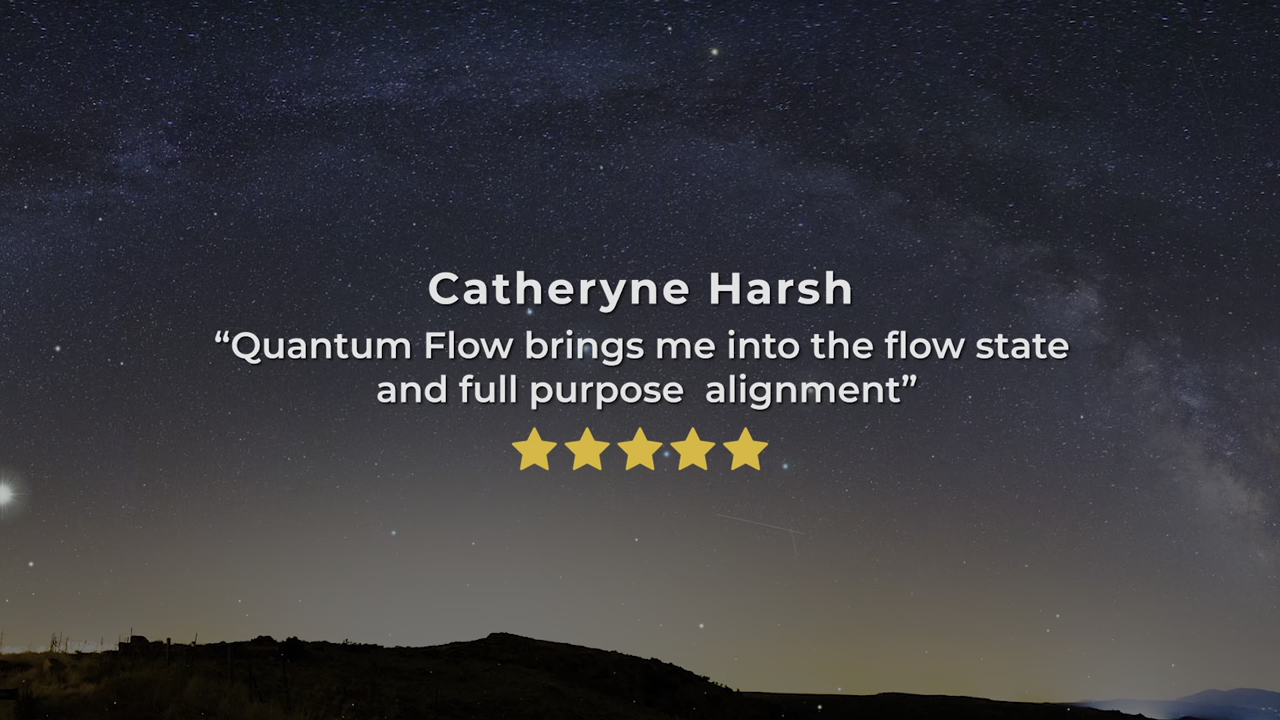 Catheryne Harsh
“Quantum Flow brings me into the flow state
and full purpose  alignment”